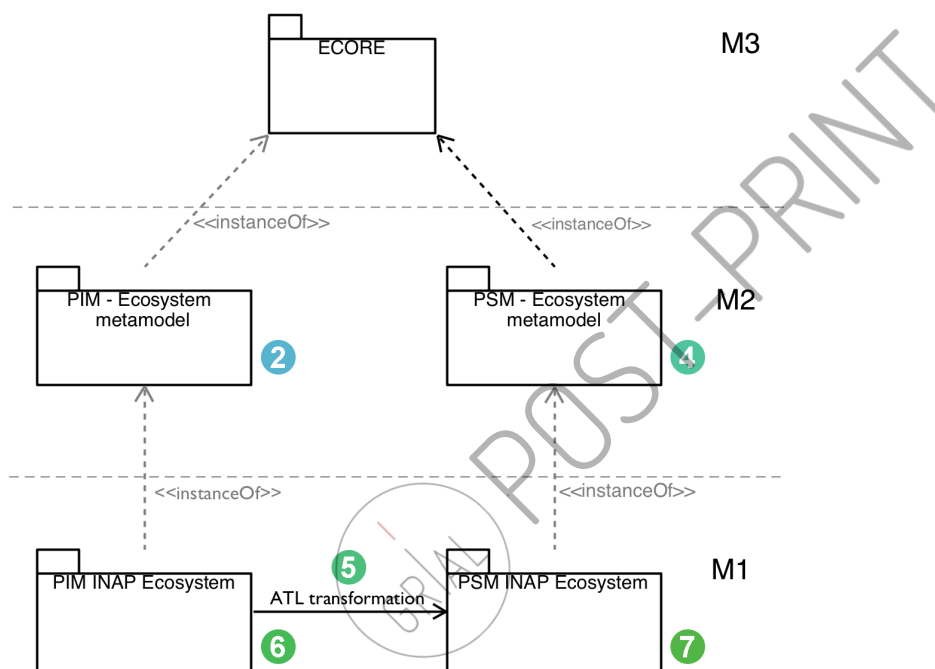 ECORE
M3
<<instanceOf>>
<<instanceOf>>
PIM - Ecosystem
metamodel
2
PSM - Ecosystem
metamodel
4
M2
<<instanceOf>>
<<instanceOf>>
PIM INAP Ecosystem
6
5
ATL transformation
PSM INAP Ecosystem
7
M1
GRIAL
POST-PRINT